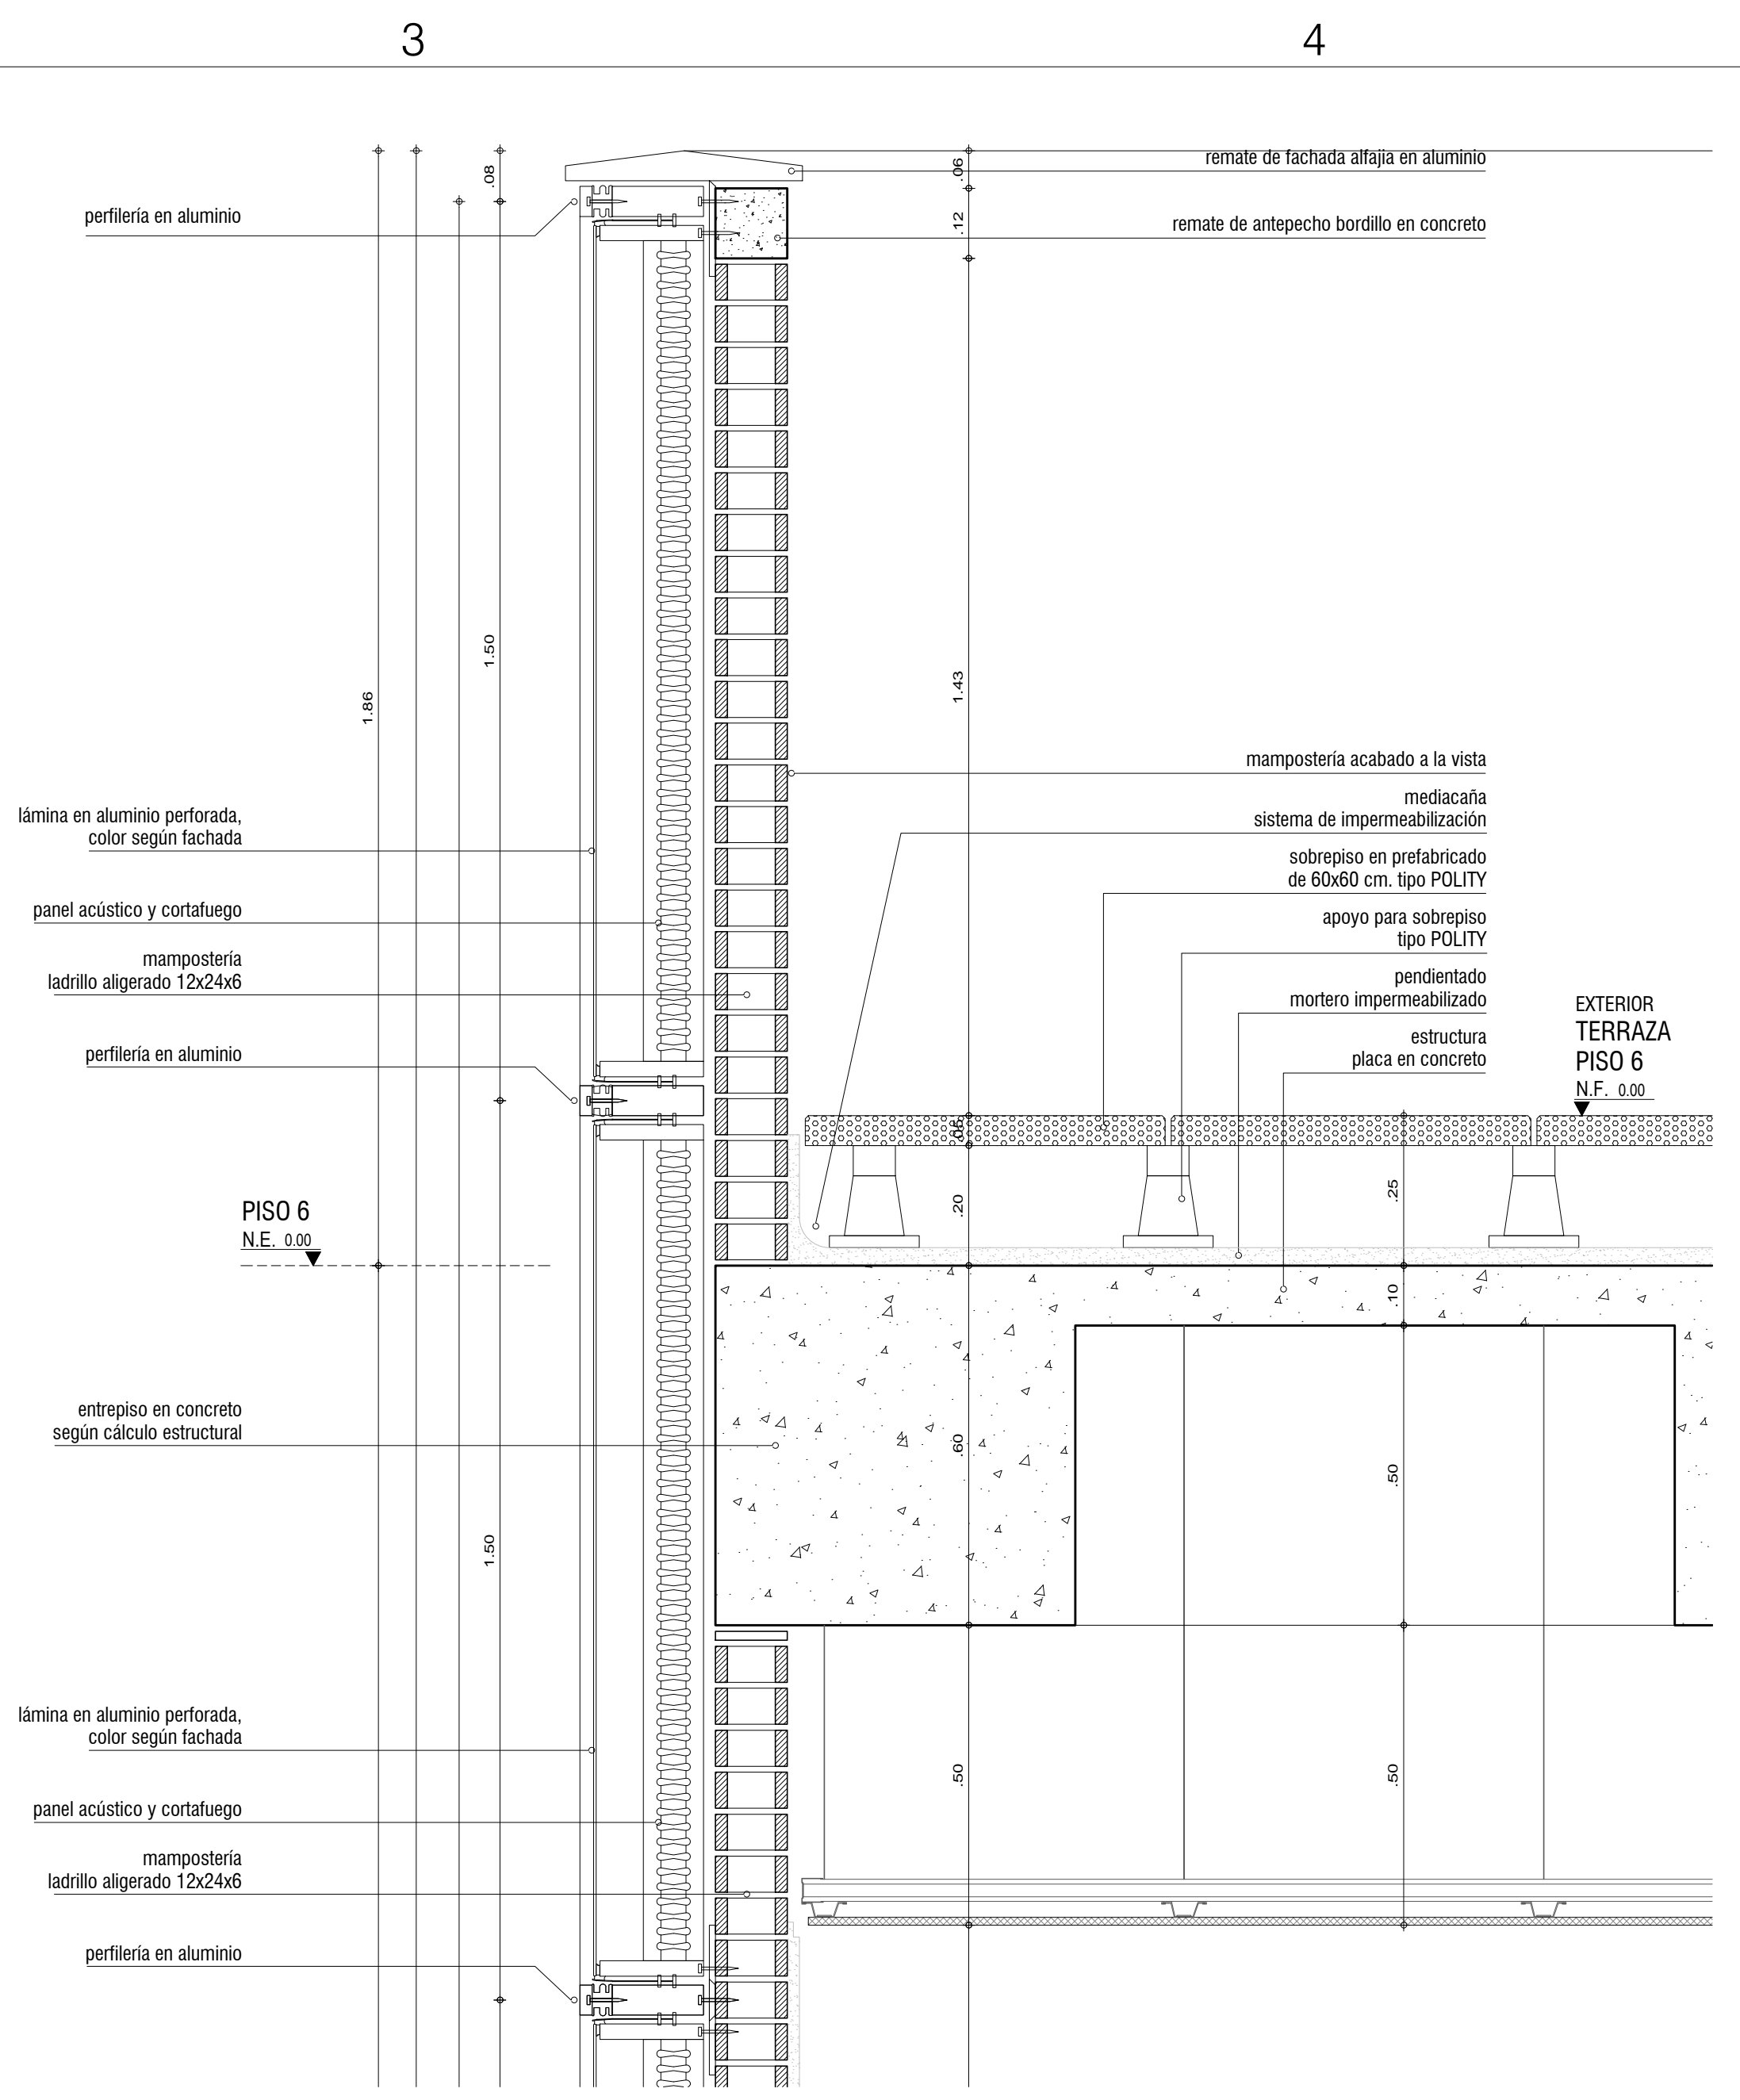 3
4
remate de fachada alfajia en aluminio
.08
.06
perfilería en aluminio
remate de antepecho bordillo en concreto
.12
1.50
1.86
1.43
mampostería acabado a la vista
mediacaña
sistema de impermeabilización
lámina en aluminio perforada,
color según fachada
sobrepiso en prefabricado
de 60x60 cm. tipo POLITY
panel acústico y cortafuego
apoyo para sobrepiso
tipo POLITY
mampostería
ladrillo aligerado 12x24x6
pendientado
mortero impermeabilizado
perfilería en aluminio
estructura
placa en concreto
EXTERIOR
TERRAZA
PISO 6
N.F. 0.00
.05
.20
.25
PISO 6
N.E. 0.00
.10
entrepiso en concreto
según cálculo estructural
.60
.50
1.50
lámina en aluminio perforada,
color según fachada
.50
.50
panel acústico y cortafuego
mampostería
ladrillo aligerado 12x24x6
perfilería en aluminio